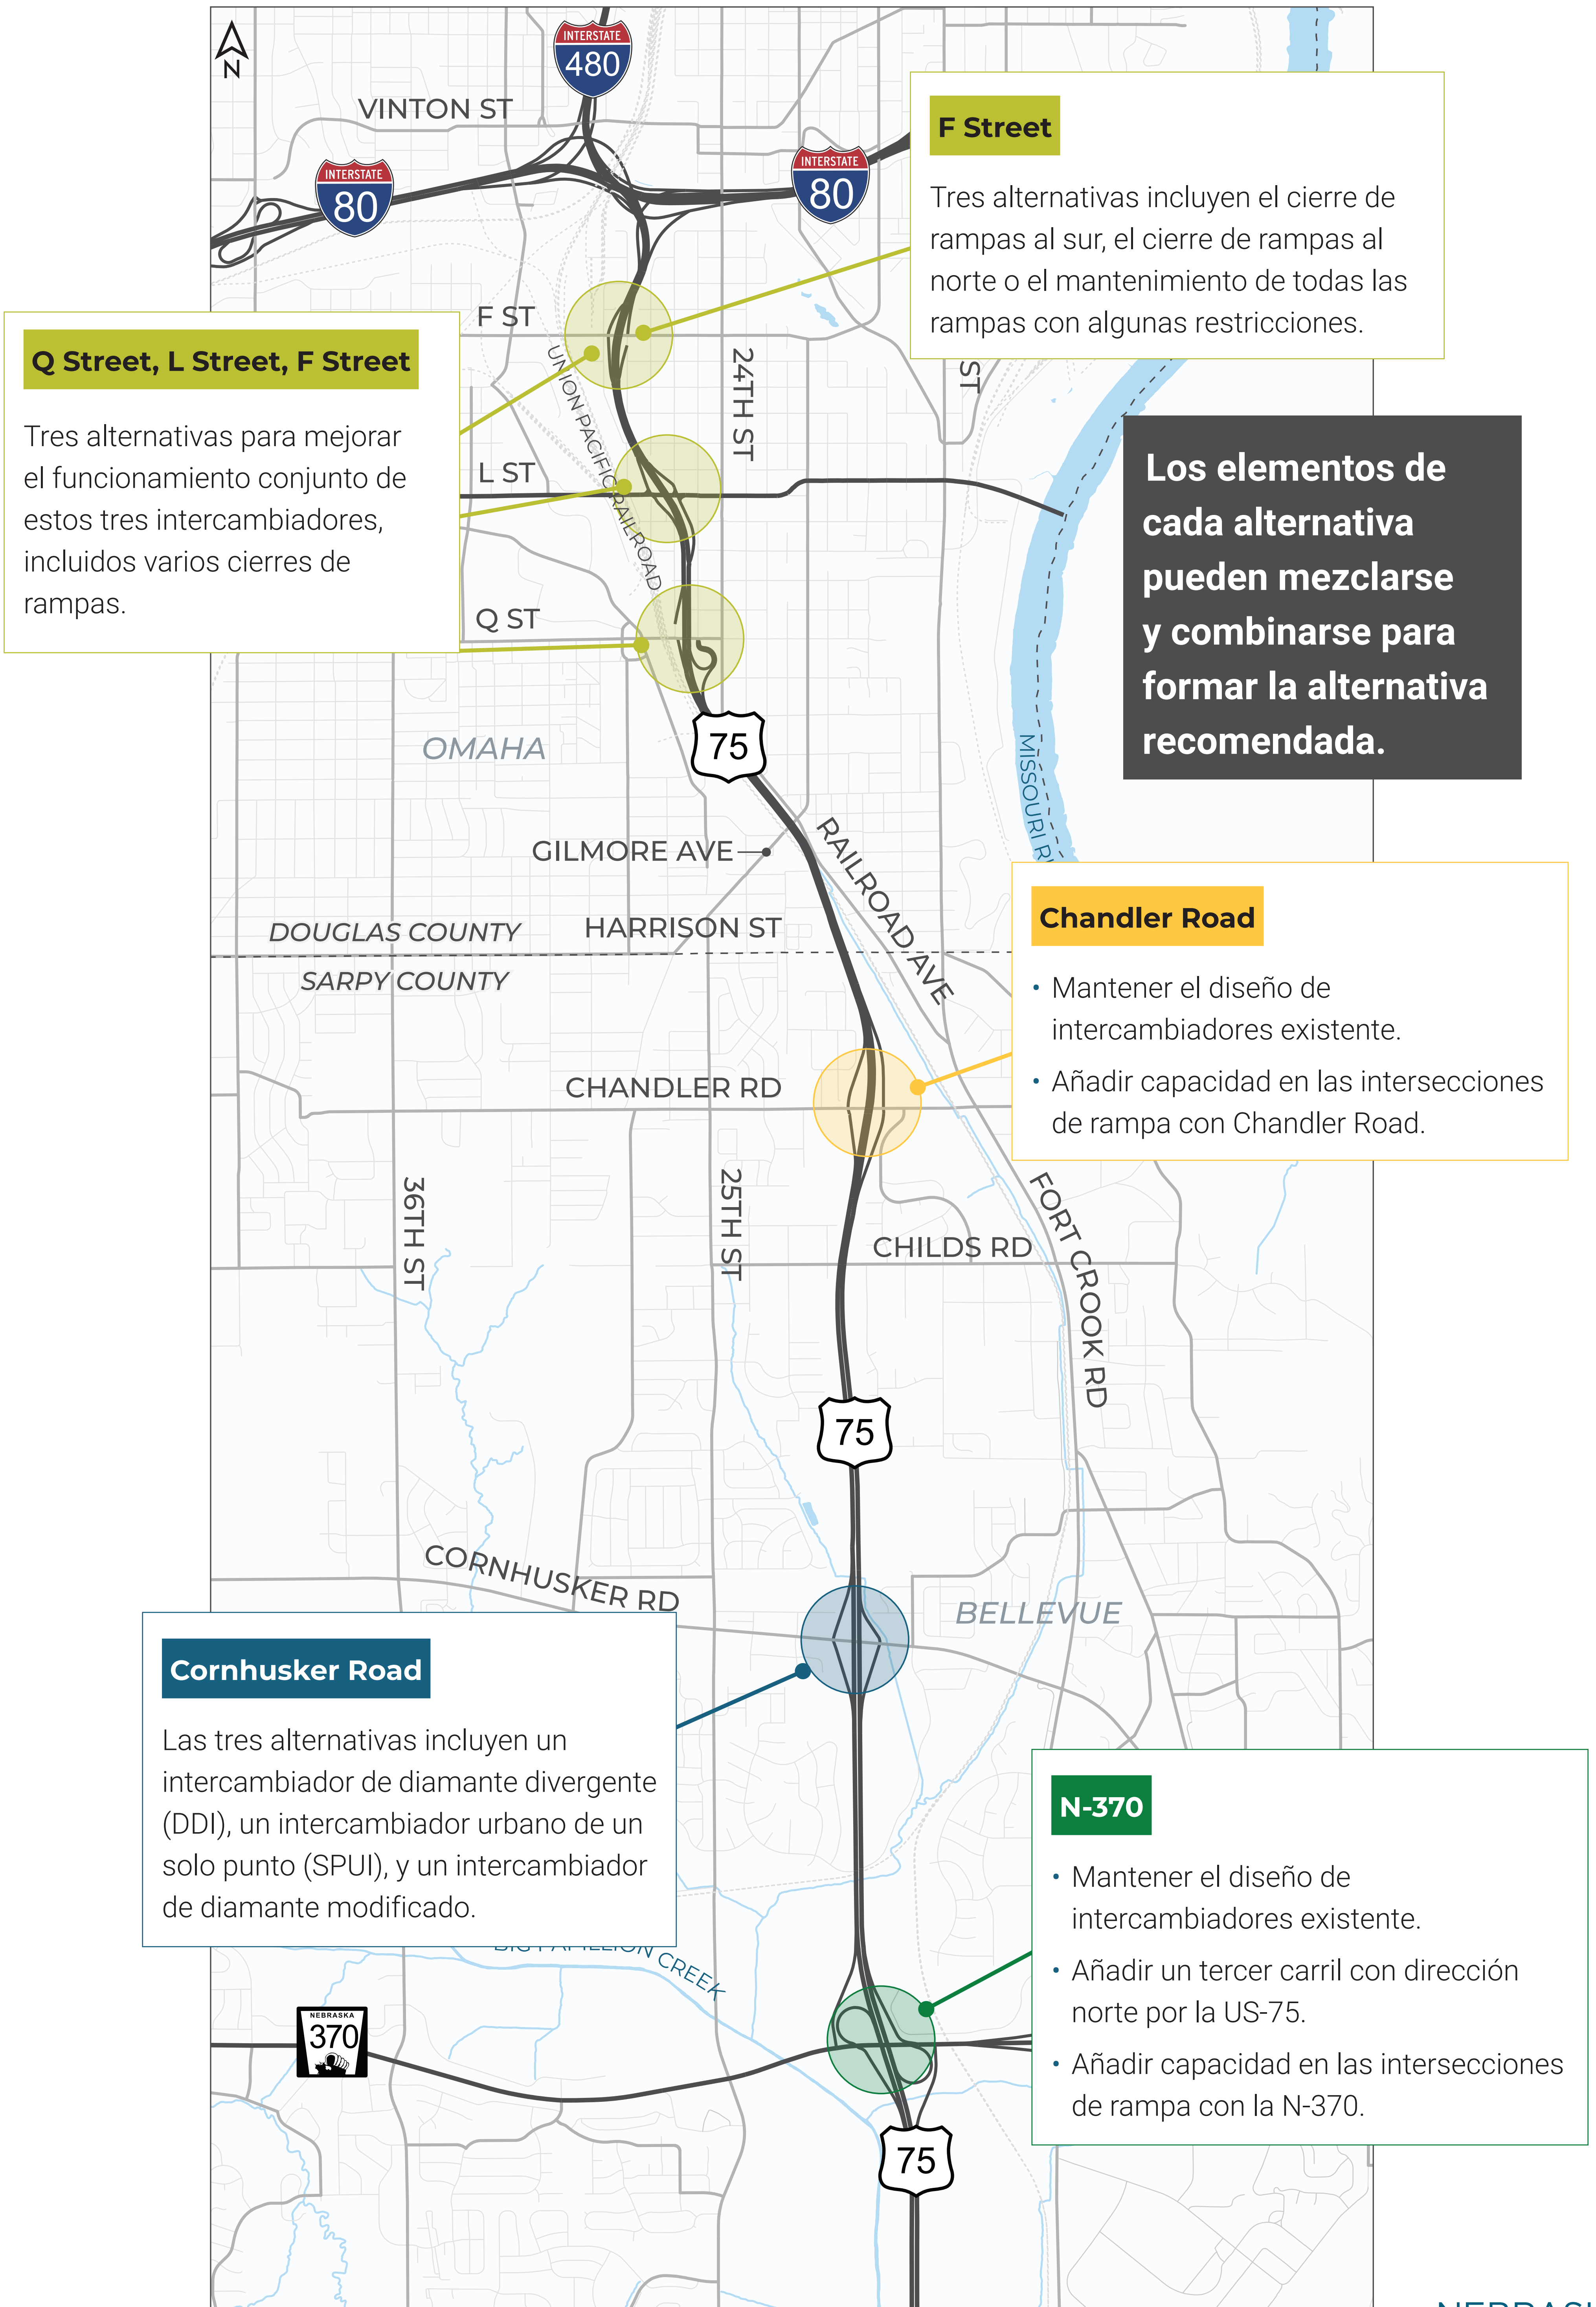 N
INTERSTATE
480
VINTON ST
INTERSTATE
80
INTERSTATE
80
F Street
Tres alternativas incluyen el cierre de
rampas al sur, el cierre de rampas al
norte o el mantenimiento de todas las
rampas con algunas restricciones.
F ST
Q Street, L Street, F Street
Tres alternativas para mejorar
el funcionamiento conjunto de
estos tres intercambiadores,
incluidos varios cierres de
rampas.
UNION PACIFIC RAILROAD
24TH ST
ST
L ST
Q ST
Los elementos de
cada alternativa
pueden mezclarse
y combinarse para
formar la alternativa
recomendada.
OMAHA
75
MISSOURI
GILMORE AVE
RAILROAD AVE
DOUGLAS COUNTY
HARRISON ST
SARPY COUNTY
Chandler Road
• Mantener el diseño de
intercambiadores existente.
• Añadir capacidad en las intersecciones
de rampa con Chandler Road.
CHANDLER RD
36TH ST
25TH ST
CHILDS RD
FORT CROOK RD
75
CORNHUSKER RD
BELLEVUE
Cornhusker Road
Las tres alternativas incluyen un
intercambiador de diamante divergente
(DDI), un intercambiador urbano de un
solo punto (SPUI), y un intercambiador
de diamante modificado.
CREEK
N-370
• Mantener el diseño de
intercambiadores existente.
• Añadir un tercer carril con dirección
norte por la US-75.
• Añadir capacidad en las intersecciones
de rampa con la N-370.
NEBRASKA
370
75